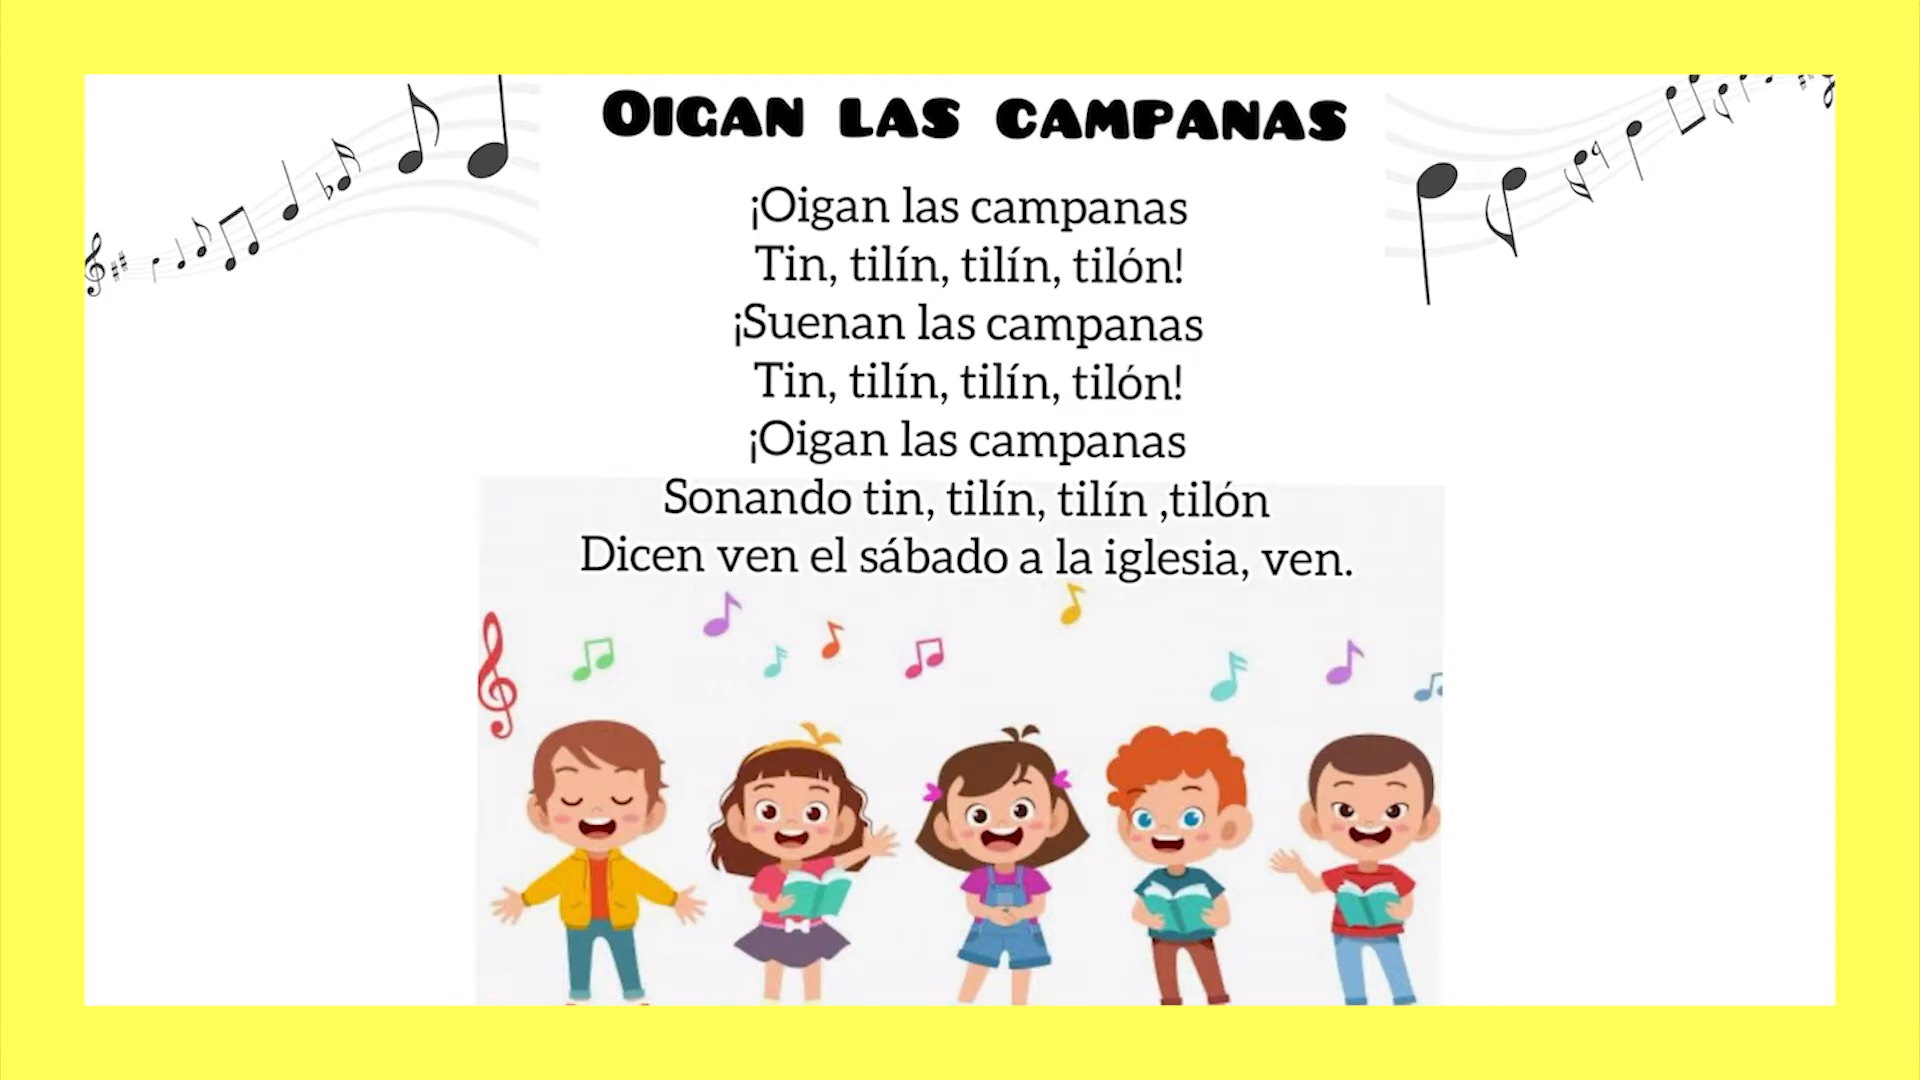 OIGAN LAS CAMPANAS
¡Oigan las campanas
Tin, tilín, tilín, tilón!
¡Suenan las campanas
Tin, tilín, tilín, tilón!
¡Oigan las campanas
Sonando tin, tilín, tilín ,tilón
Dicen ven el sábado a la iglesia, ven.